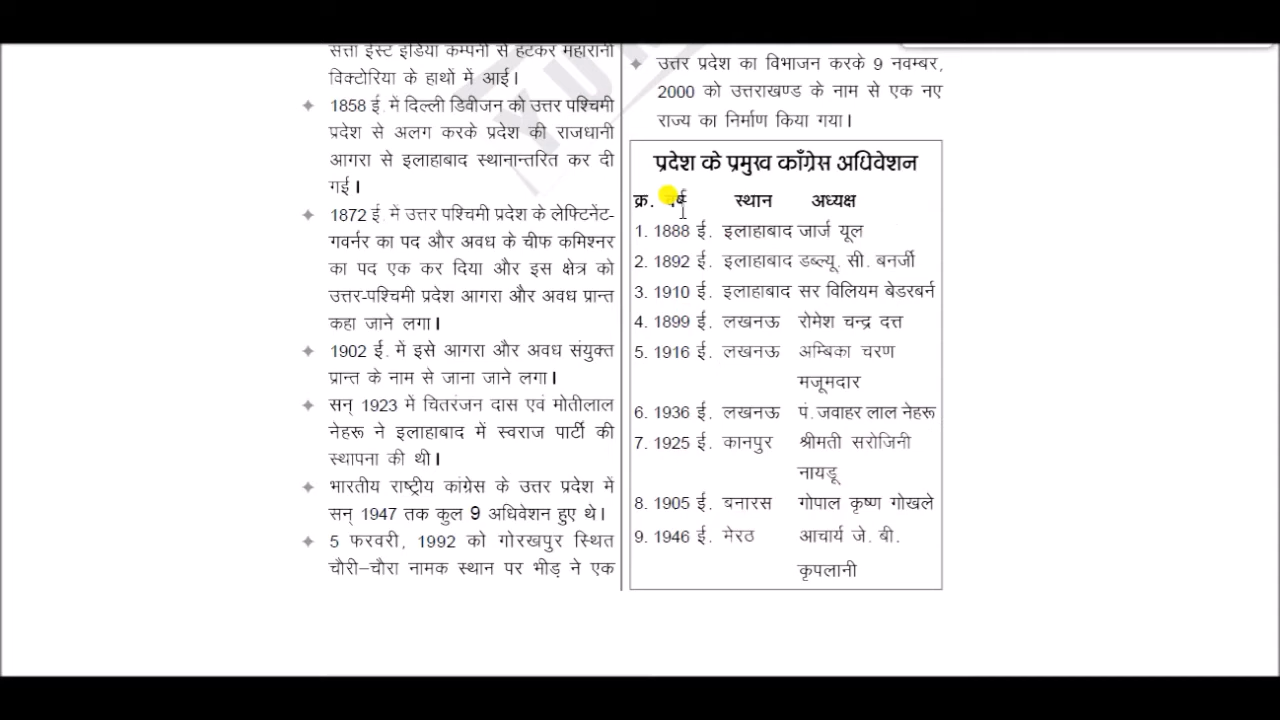 सत्ता ईस्ट इंडिया कम्पनी से हटकर महारानी
विक्टोरिया के हाथों में आई।
1858 ई. में दिल्ली डिवीजन को उत्तर पश्चिमी
प्रदेश से अलग करके प्रदेश की राजधानी
आगरा से इलाहाबाद स्थानान्तरित कर दी
गई।
1872 ई. में उत्तर पश्चिमी प्रदेश के लेफ्टिनेंट-
गवर्नर का पद और अवध के चीफ कमिश्नर
का पद एक कर दिया और इस क्षेत्र को
उत्तर-पश्चिमी प्रदेश आगरा और अवध प्रान्त
कहा जाने लगा।
1902 ई. में इसे आगरा और अवध संयुक्त
प्रान्त के नाम से जाना जाने लगा।
सन् 1923 में चितरंजन दास एवं मोतीलाल
नेहरू ने इलाहाबाद में स्वराज पार्टी की
स्थापना की थी।
भारतीय राष्ट्रीय कांग्रेस के उत्तर प्रदेश में
सन् 1947 तक कुल 9 अधिवेशन हुए थे।
5 फरवरी, 1992 को गोरखपुर स्थित
चौरी–चौरा नामक स्थान पर भीड़ ने एक
उत्तर प्रदेश का विभाजन करके 9 नवम्बर,
2000 को उत्तराखण्ड के नाम से एक नए
राज्य का निर्माण किया गया।
प्रदेश के प्रमुख काँग्रेस अधिवेशन
क्र. वर्ष स्थान अध्यक्ष
1. 1888 ई. इलाहाबाद जार्ज यूल
2. 1892 ई. इलाहाबाद डब्ल्यू. सी. बनर्जी
3. 1910 ई. इलाहाबाद सर विलियम बेडरबर्न
4. 1899 ई. लखनऊ रोमेश चन्द्र दत्त
5. 1916 ई. लखनऊ अम्बिका चरण
मजूमदार
6. 1936 ई. लखनऊ पं. जवाहर लाल नेहरू
7. 1925 ई. कानपुर श्रीमती सरोजिनी
नायडू
8. 1905 ई. बनारस गोपाल कृष्ण गोखले
9. 1946 ई. मेरठ आचार्य जे. बी.
कृपलानी